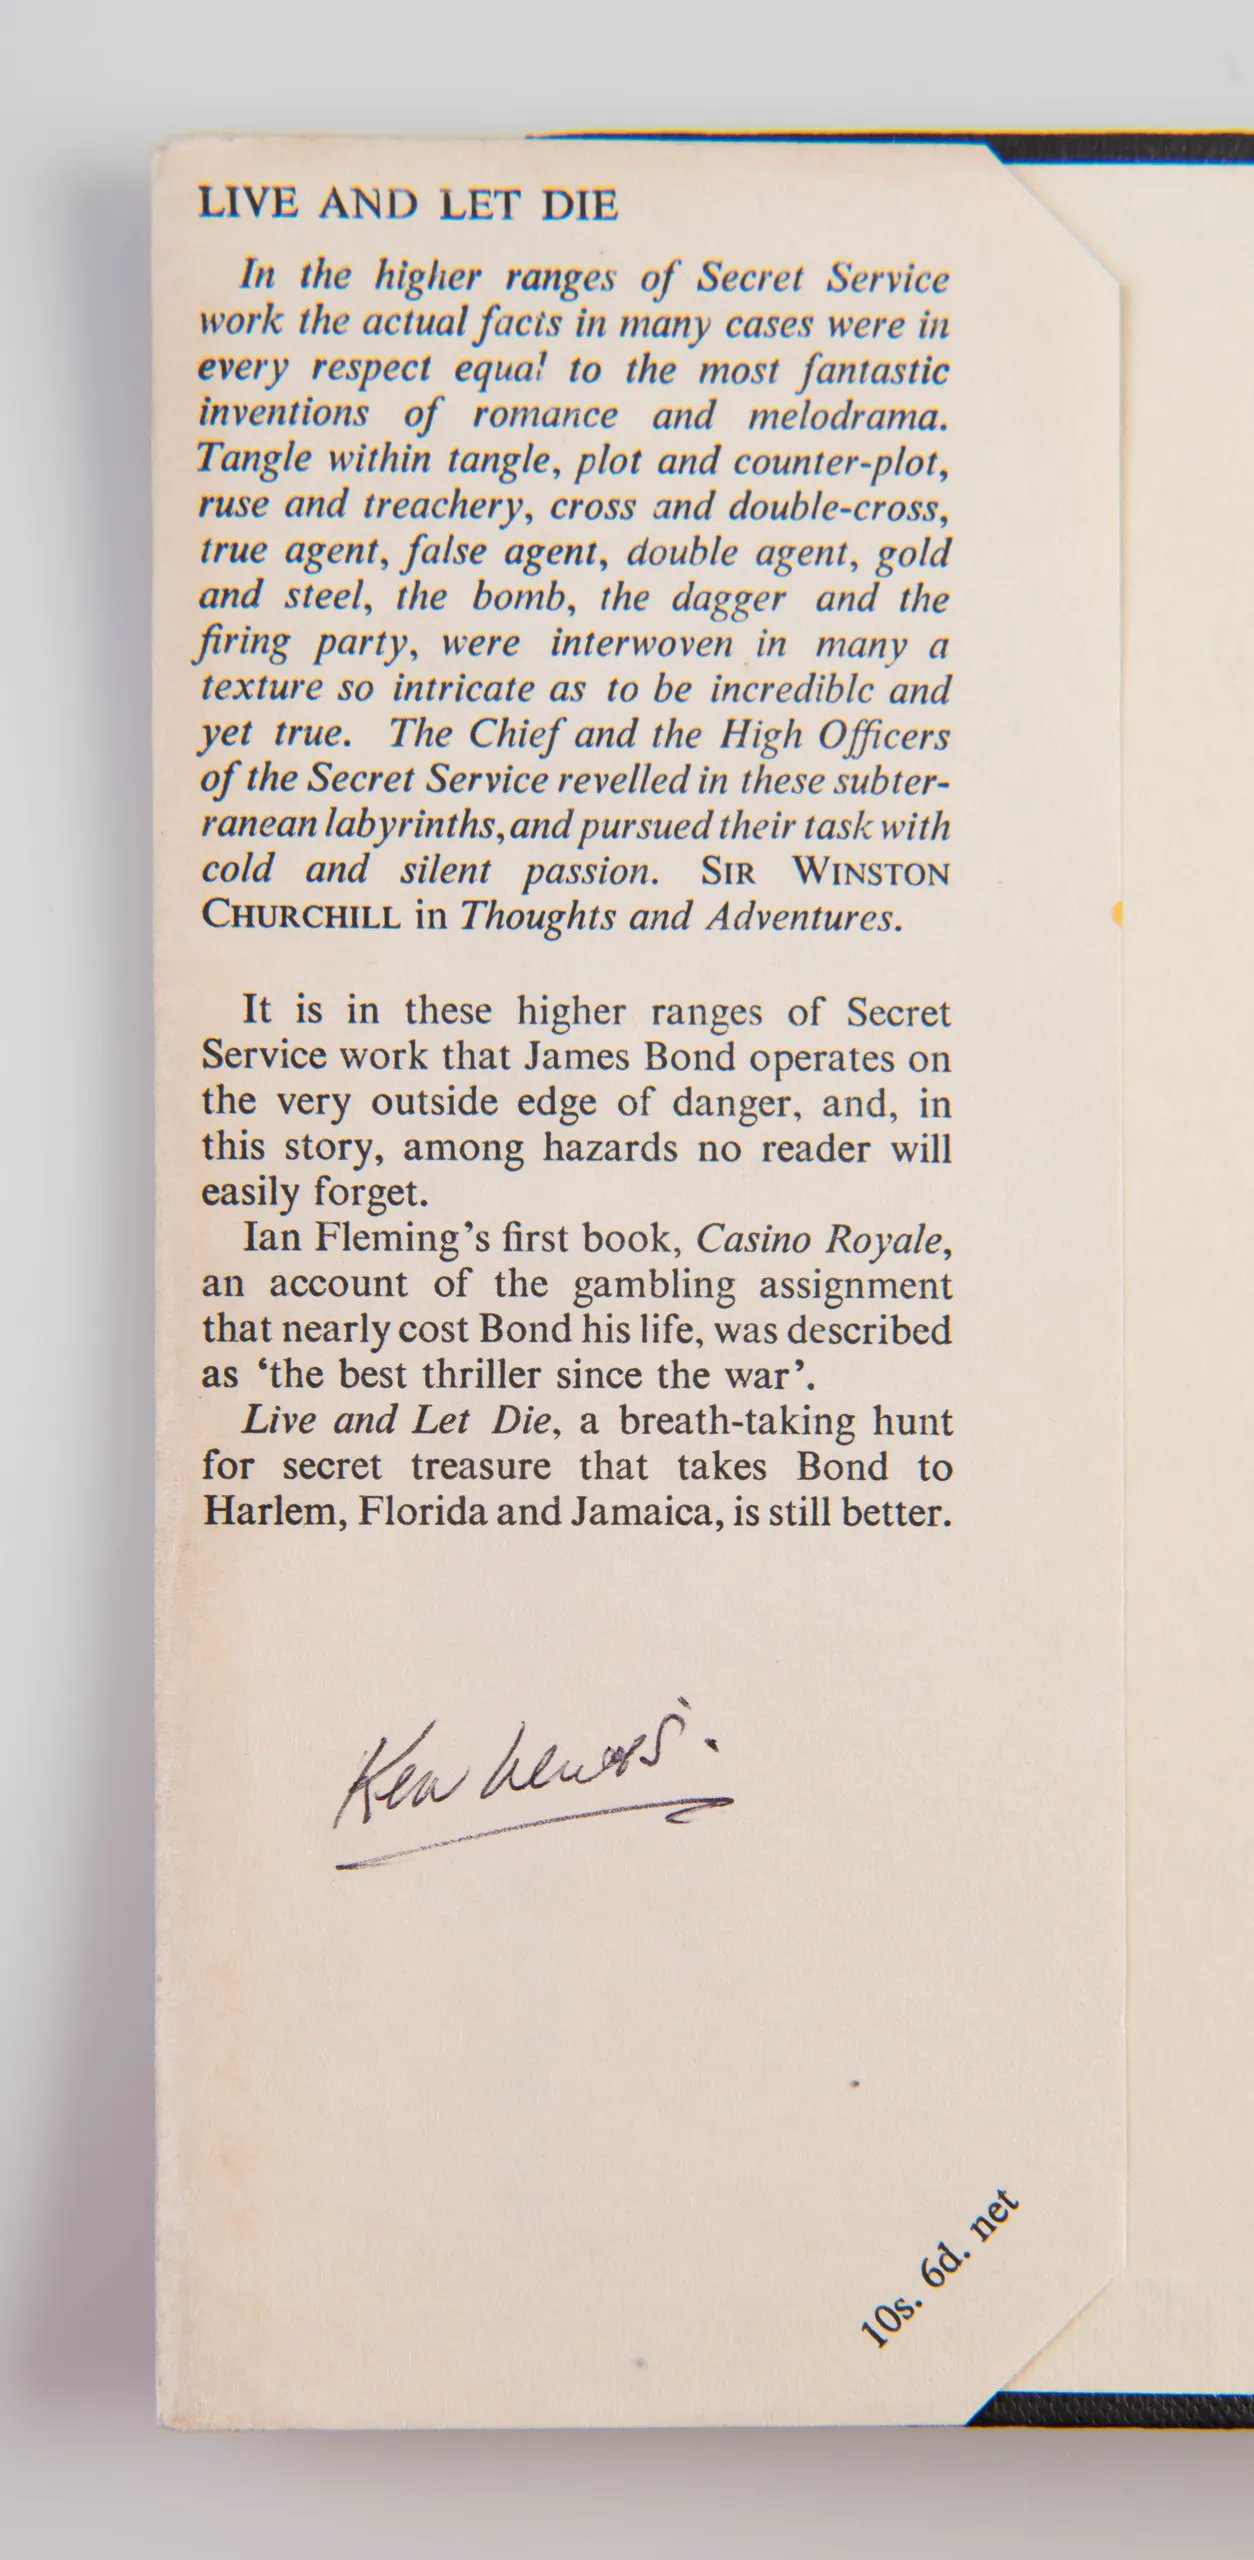 LIVE AND LET DIE
In the higher ranges of Secret Service
work the actual facts in many cases were in
every respect equal to the most fantastic
inventions of romance and melodrama.
Tangle within tangle, plot and counter-plot,
ruse and treachery, cross and double-cross,
true agent, false agent, double agent, gold
and steel, the bomb, the dagger and the
firing party, were interwoven in many a
texture so intricate as to be incredible and
yet true. The Chief and the High Officers
of the Secret Service revelled in these subter-
ranean labyrinths, and pursued their task with
cold and silent passion. SIR WINSTON
CHURCHILL in Thoughts and Adventures.
It is in these higher ranges of Secret
Service work that James Bond operates on
the very outside edge of danger, and, in
this story, among hazards no reader will
easily forget.
Ian Fleming's first book, Casino Royale,
an account of the gambling assignment
that nearly cost Bond his life, was described
as ‘the best thriller since the war’.
Live and Let Die, a breath-taking hunt
for secret treasure that takes Bond to
Harlem, Florida and Jamaica, is still better.
Ken
10s. 6d. net